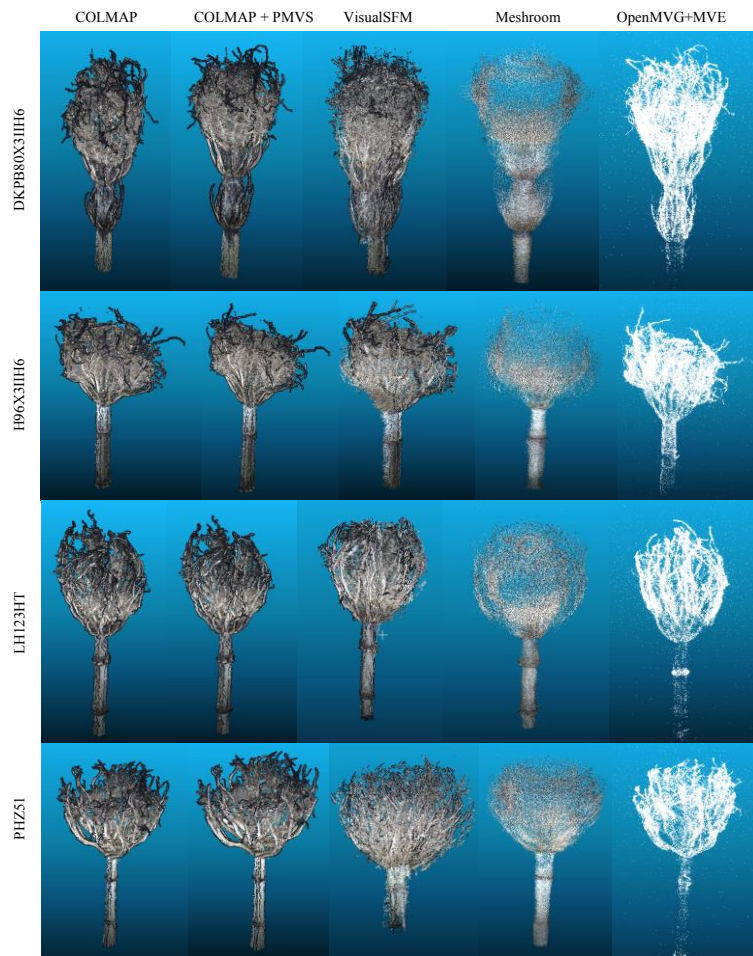 COLMAP COLMAP + PMVS VisualSFM Meshroom OpenMVG+MVE
DKPB80X3IIH6
H96X3IIH6
LH123HT
PHZ51